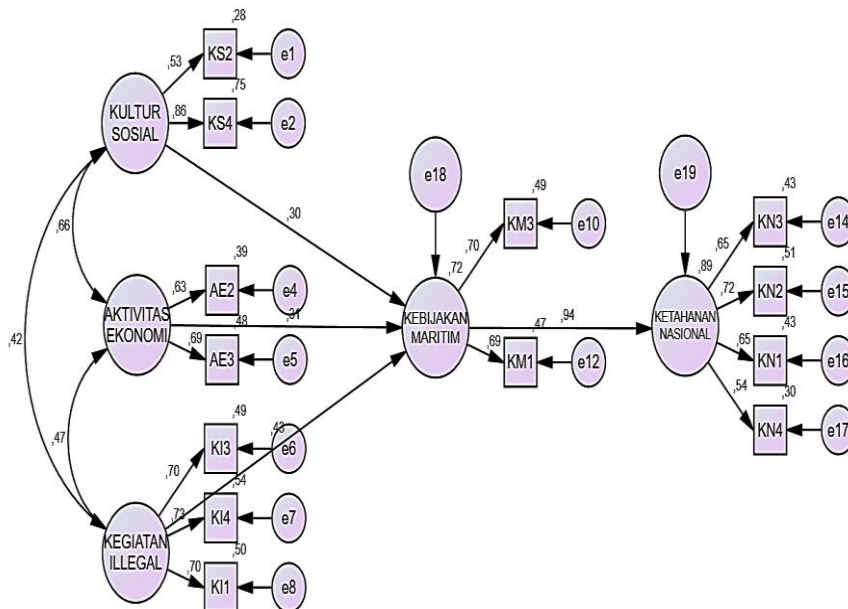 ,28
KS2
e1
,53
,75
KS4
e2
,86
KULTUR
SOSIAL
,66
,42
,30
,39
AE2
e4
,63
AKTIVITAS
EKONOMI
,31
,48
AE3
e5
,69
,47
,49
KI3
e6
,43
,70
,54
KI4
e7
,73
KEGIATAN
ILLEGAL
,50
KI1
e8
,70
e18
,49
KM3
e10
,70
,72
KEBIJAKAN
MARITIM
,94
,47
KM1
e12
,69
e19
,43
KN3
e14
,65
,89
,51
KN2
e15
,72
KETAHANAN
NASIONAL
,43
KN1
e16
,65
,30
KN4
e17
,54